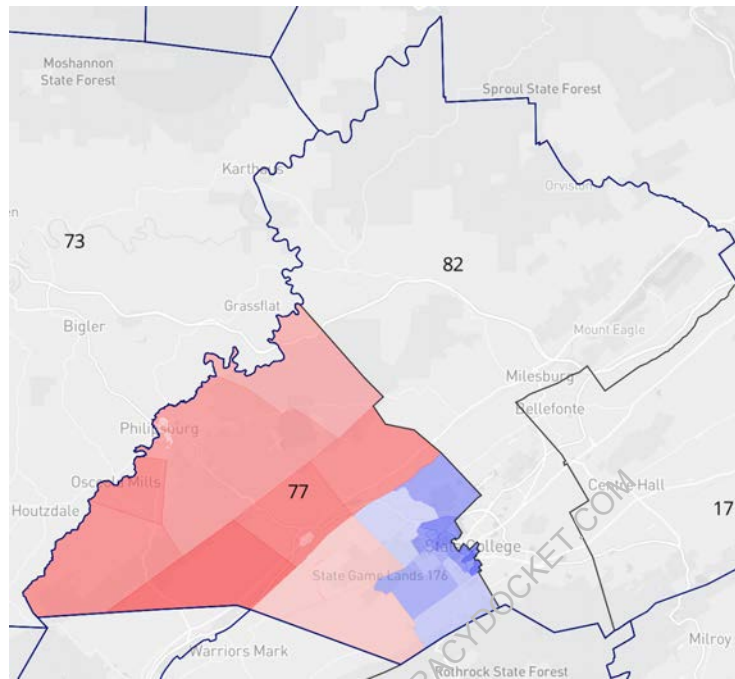 Moshannon
State Forest
Sproul State Forest
Karthaus
Orviston
73
82
Grassflat
Bigler
Mount Eagle
Milesburg
Bellefonte
Philipsburg
Osceola Mills
Centre Hall
Houtzdale
77
17
State College
State Game Lands 176
Warriors Mark
Milroy
Rothrock State Forest
RACYDOCKET.COM